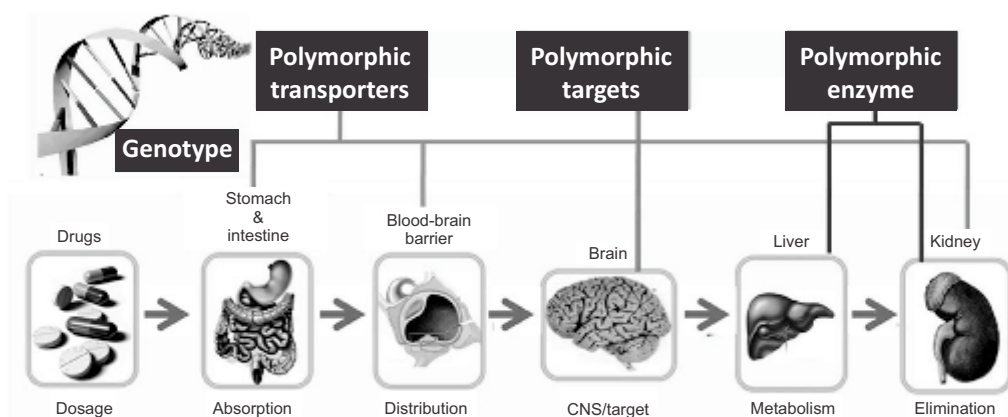 Polymorphic
transporters
Polymorphic
targets
Polymorphic
enzyme
Genotype
Stomach
&
intestine
Blood-brain
barrier
Drugs
Brain
Liver
Kidney
Dosage
Absorption
Distribution
CNS/target
Metabolism
Elimination